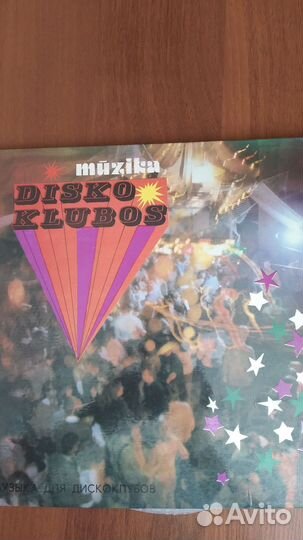 mūzika
DISKO
KLUBOS
МУЗЫКА ДЛЯ ДИСКОКЛУБОВ
Avito